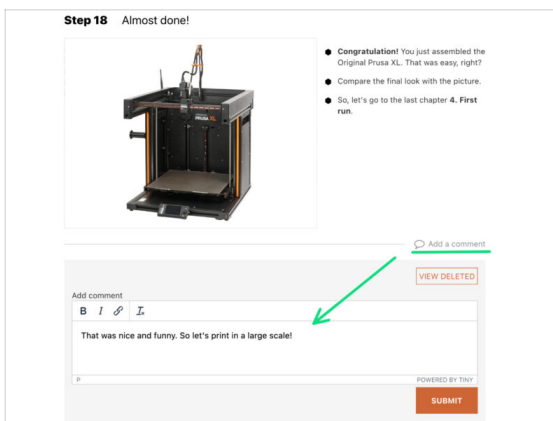 Step 18 Almost done!
Congratulation! You just assembled the
Original Prusa XL. That was easy, right?
Compare the final look with the picture.
So, let's go to the last chapter 4. First
run.
PRUSA XL
Add a comment
VIEW DELETED
Add comment
B I
That was nice and funny. So let's print in a large scale!
P POWERED BY TINY
SUBMIT